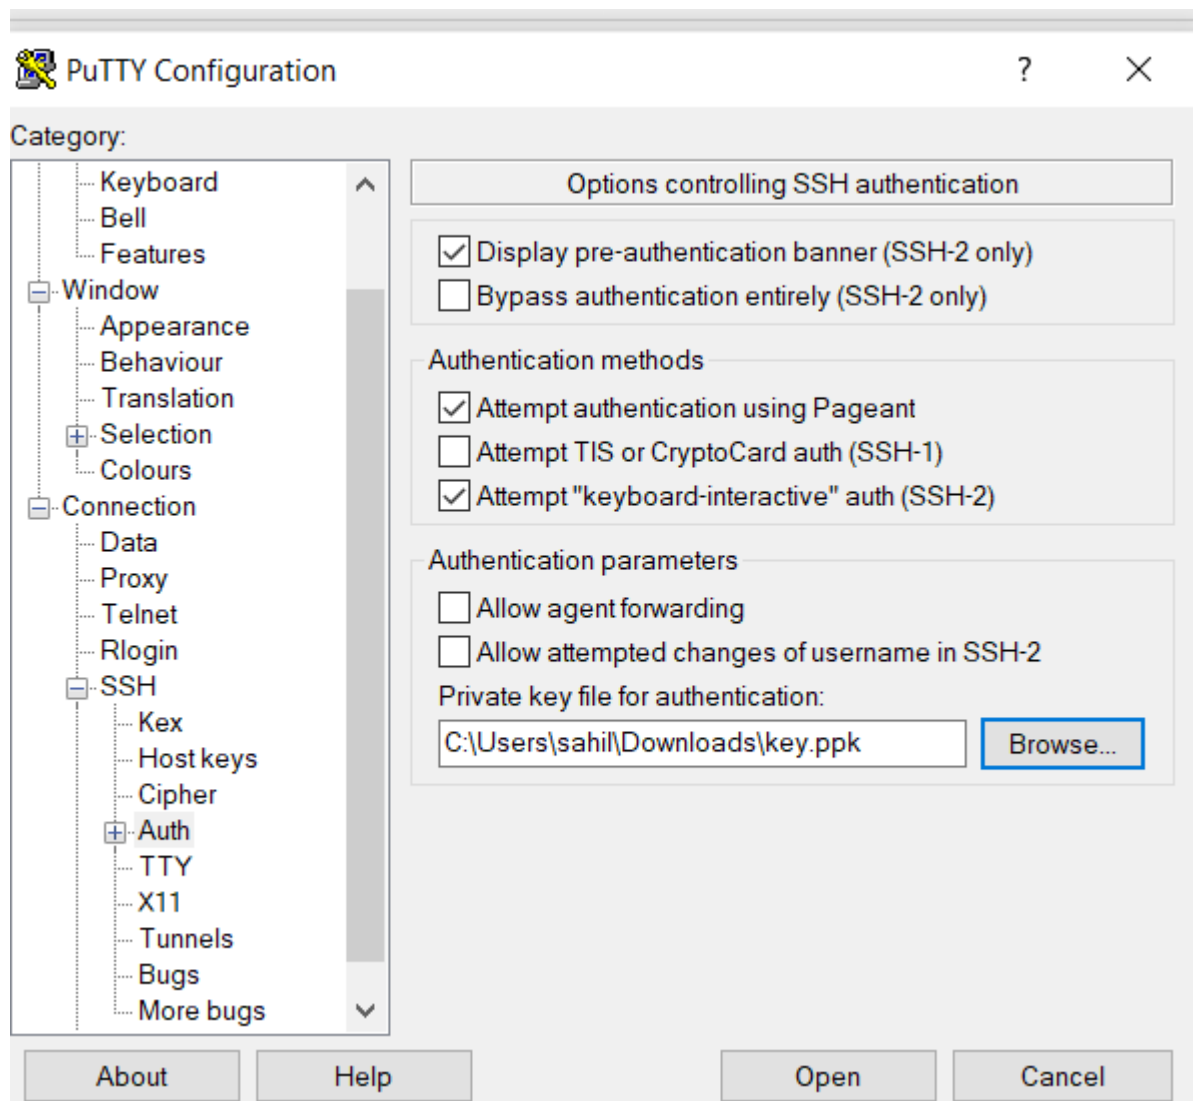 PuTTY Configuration
?
Category:
Keyboard
Bell
Features
Window
Appearance
Behaviour
Translation
Selection
Colours
Connection
Data
Proxy
Telnet
Rlogin
SSH
Kex
Host keys
Cipher
Auth
TTY
X11
Tunnels
Bugs
More bugs
Options controlling SSH authentication
Display pre-authentication banner (SSH-2 only)
Bypass authentication entirely (SSH-2 only)
Authentication methods
Attempt authentication using Pageant
Attempt TIS or CryptoCard auth (SSH-1)
Attempt "keyboard-interactive" auth (SSH-2)
Authentication parameters
Allow agent forwarding
Allow attempted changes of username in SSH-2
Private key file for authentication:
C:\Users\sahil\Downloads\key.ppk
Browse...
About
Help
Open
Cancel